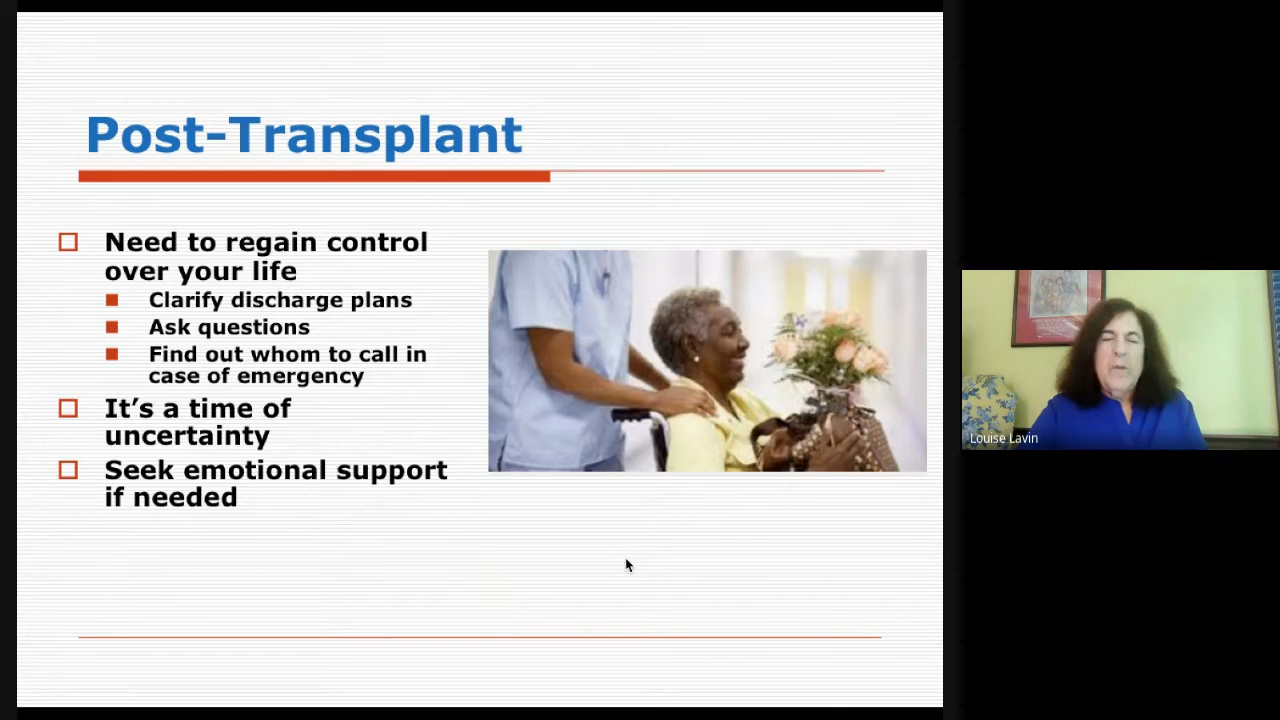 Post-Transplant
Need to regain control
over your life
Clarify discharge plans
Ask questions
Find out whom to call in
case of emergency
It’s a time of
uncertainty
Seek emotional support
if needed
Louise Lavin